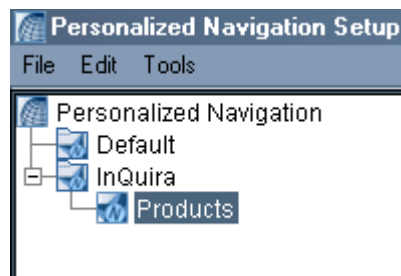 Personalized Navigation Setup
File Edit Tools
Personalized Navigation
Default
InQuira
Products